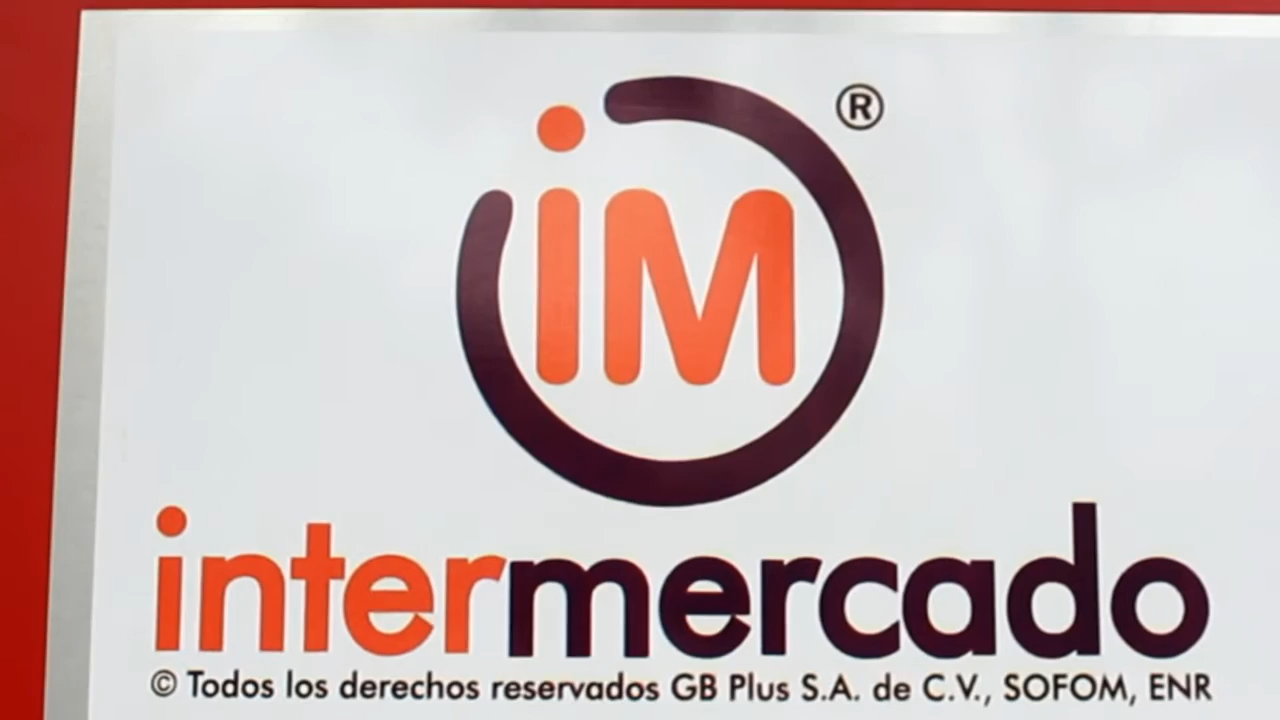 iM ®
intermercado
© Todos los derechos reservados GB Plus S.A. de C.V., SOFOM, ENR